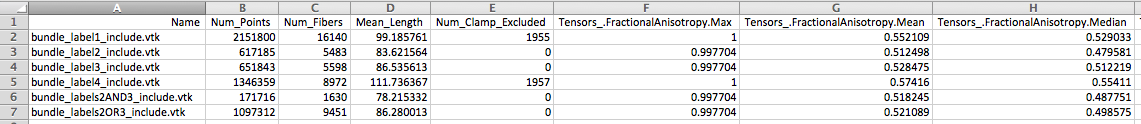 A B C D E F G H
1 Name Num_Points Num_Fibers Mean_Length Num_Clamp_Excluded Tensors_.FractionalAnisotropy.Max Tensors_.FractionalAnisotropy.Mean Tensors_.FractionalAnisotropy.Median
2 bundle_label1_include.vtk 2151800 16140 99.185761 1955 1 0.552109 0.529033
3 bundle_label2_include.vtk 617185 5483 83.621564 0 0.997704 0.512498 0.479581
4 bundle_label3_include.vtk 651843 5598 86.535613 0 0.997704 0.528475 0.512219
5 bundle_label4_include.vtk 1346359 8972 111.736367 1957 1 0.57416 0.55411
6 bundle_labels2AND3_include.vtk 171716 1630 78.215332 0 0.997704 0.518245 0.487751
7 bundle_labels2OR3_include.vtk 1097312 9451 86.280013 0 0.997704 0.521089 0.498575